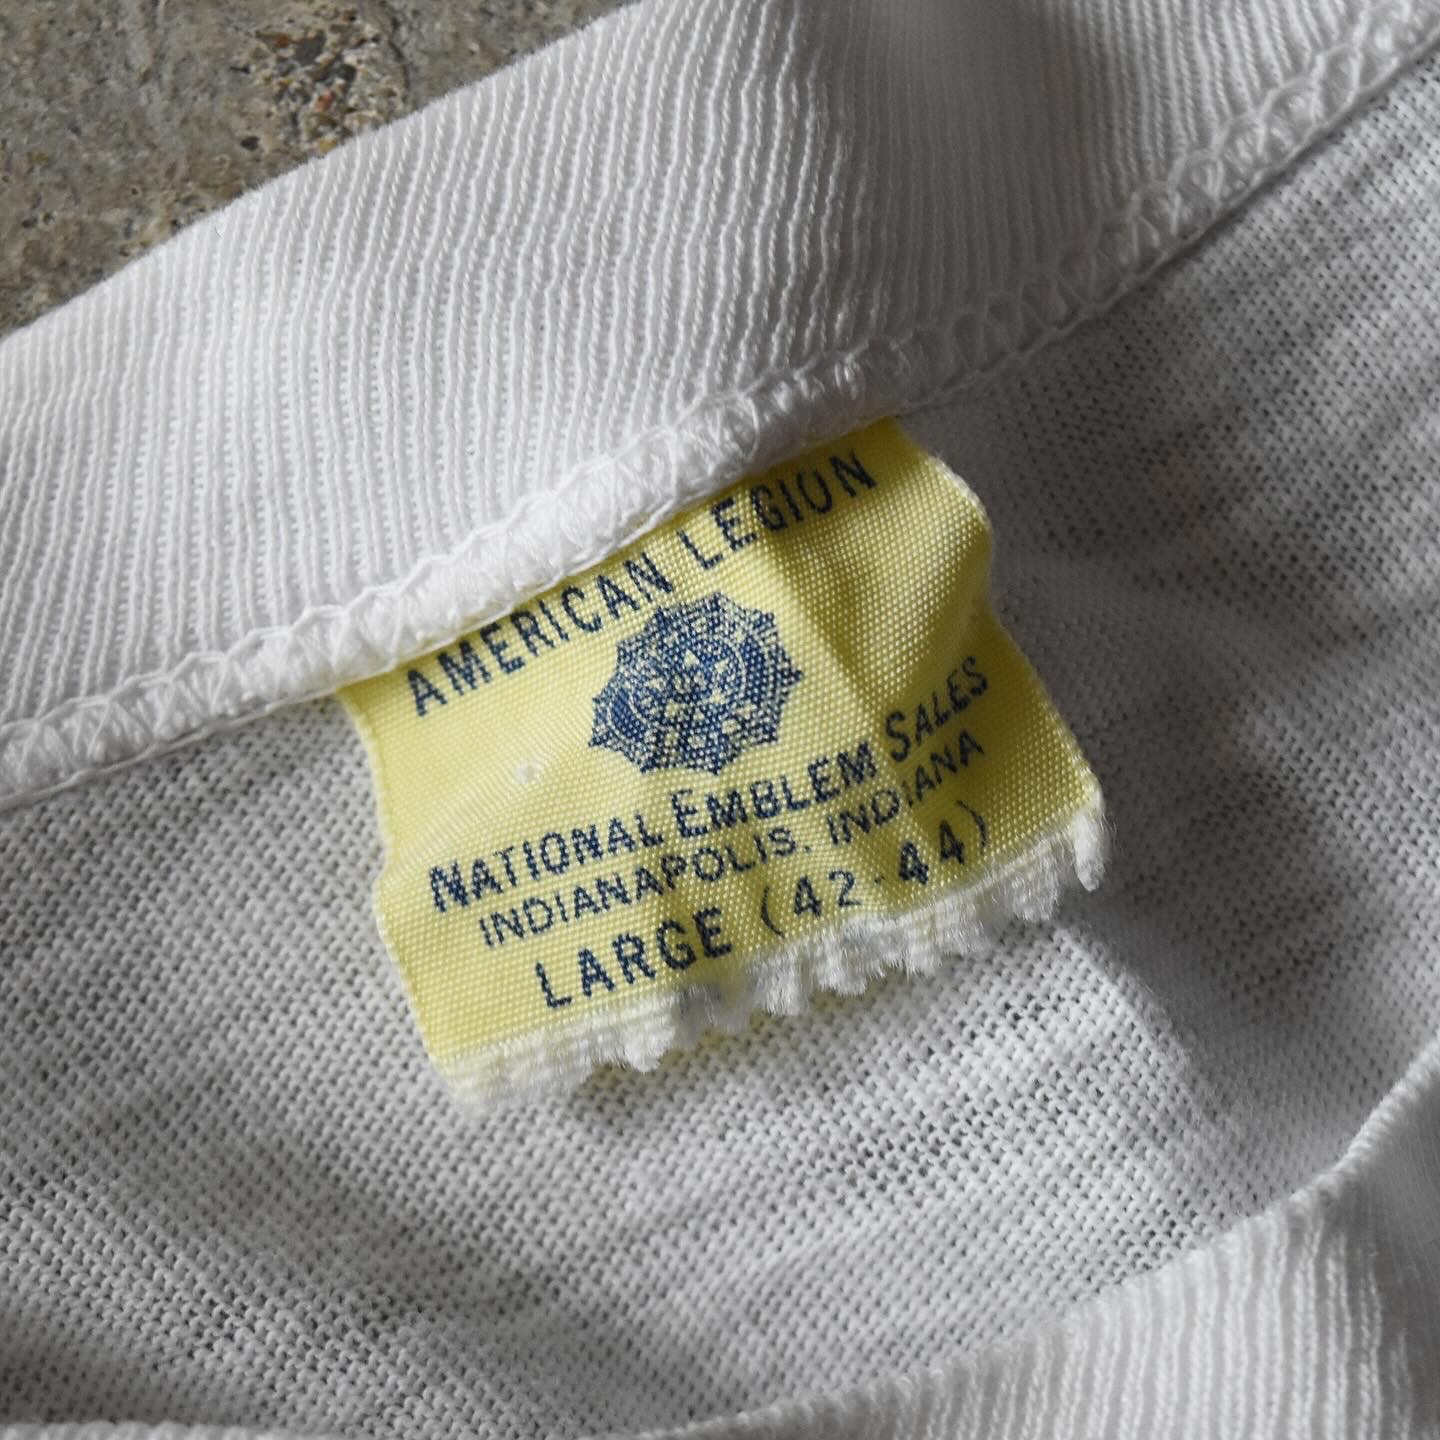 AMERICAN LEGION
NATIONAL EMBLEM SALES
INDIANAPOLIS, INDIANA
LARGE (42-44)